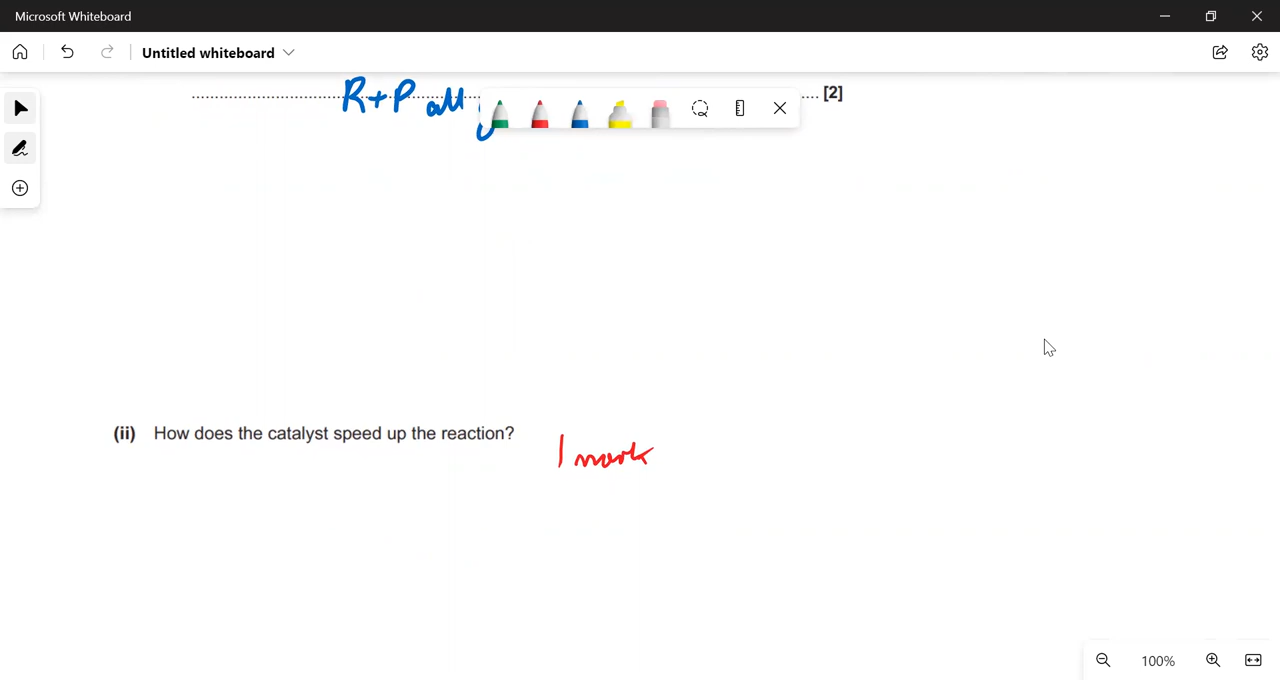 Microsoft Whiteboard
Untitled whiteboard
R+P all [2]
(ii) How does the catalyst speed up the reaction?
1 mark
100%